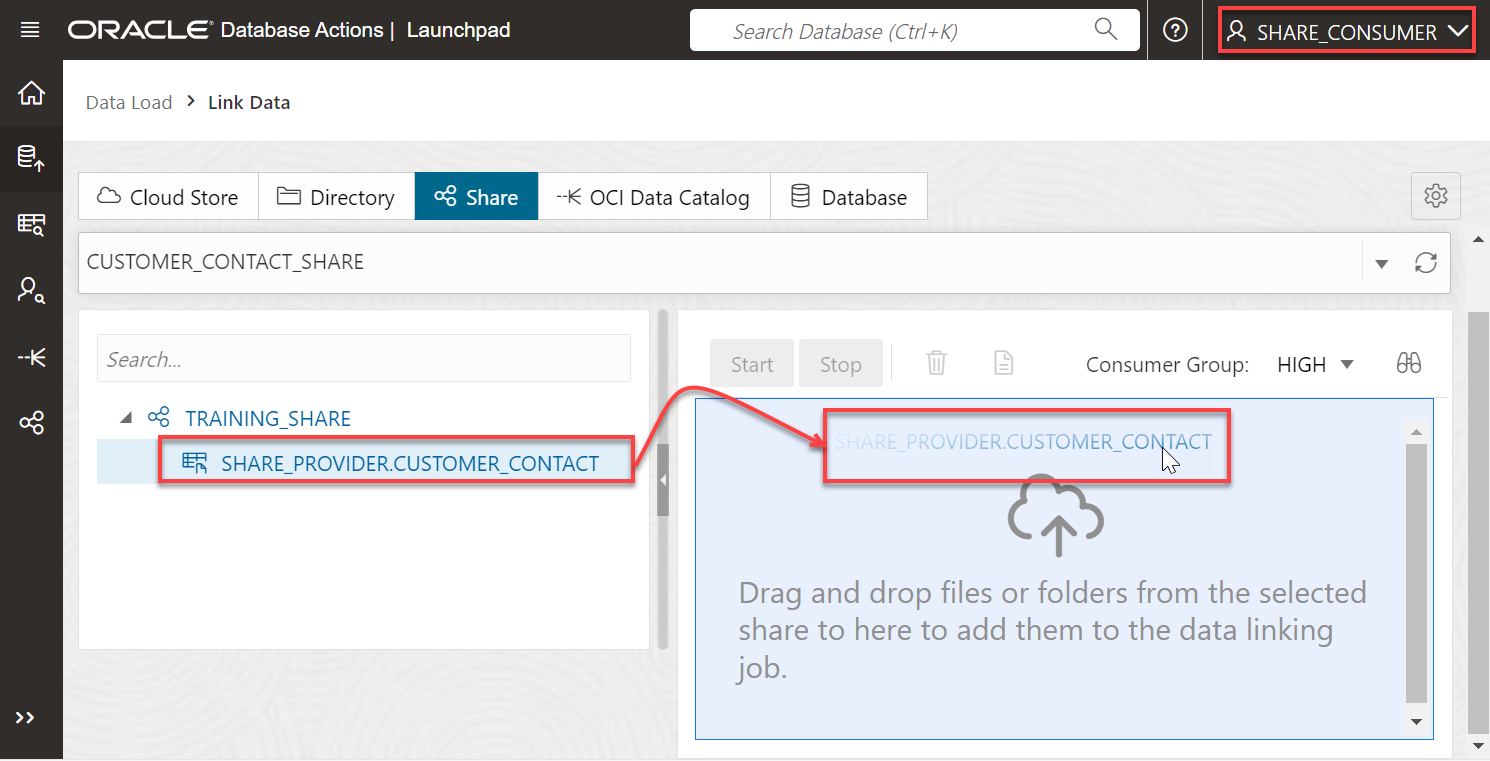 ORACLE Database Actions | Launchpad
Search Database (Ctrl+K)
SHARE_CONSUMER
Data Load > Link Data
Cloud Store
Directory
Share
OCI Data Catalog
Database
CUSTOMER_CONTACT_SHARE
Search...
Start
Stop
Consumer Group:
HIGH
TRAINING_SHARE
SHARE_PROVIDER.CUSTOMER_CONTACT
SHARE_PROVIDER.CUSTOMER_CONTACT
Drag and drop files or folders from the selected
share to here to add them to the data linking
job.